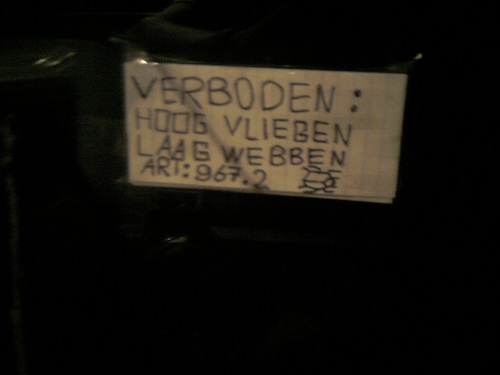 VERBODEN:
HOOG VLIEGEN
LAAG WEBBEN
ART: 967.2